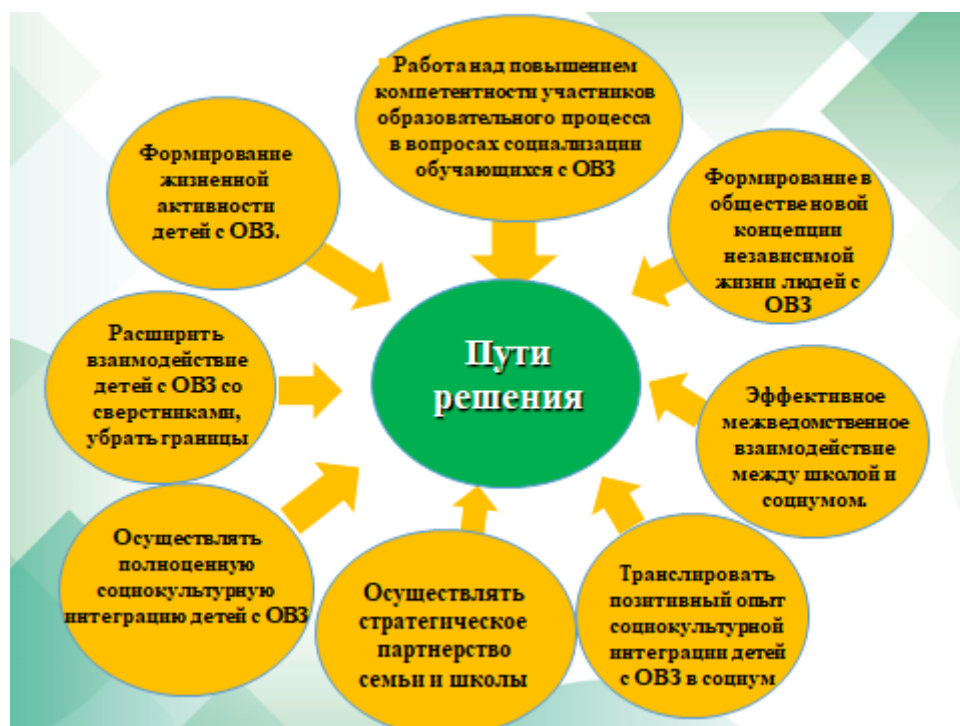 Работа над повышением
компетентности участников
образовательного процесса
в вопросах социализации
обучающихся с ОВЗ
Формирование
жизненной
активности
детей с ОВЗ.
Формирование в
обществе новой
концепции
независимой
жизни людей с
ОВЗ
Пути
решения
Расширить
взаимодействие
детей с ОВЗ со
сверстниками,
убрать границы
Эффективное
межведомственное
взаимодействие
между школой и
социумом.
Осуществлять
полноценную
социокультурную
интеграцию детей с ОВЗ
Осуществлять
стратегическое
партнерство
семьи и школы
Транслировать
позитивный опыт
социокультурной
интеграции детей
с ОВЗ в социум